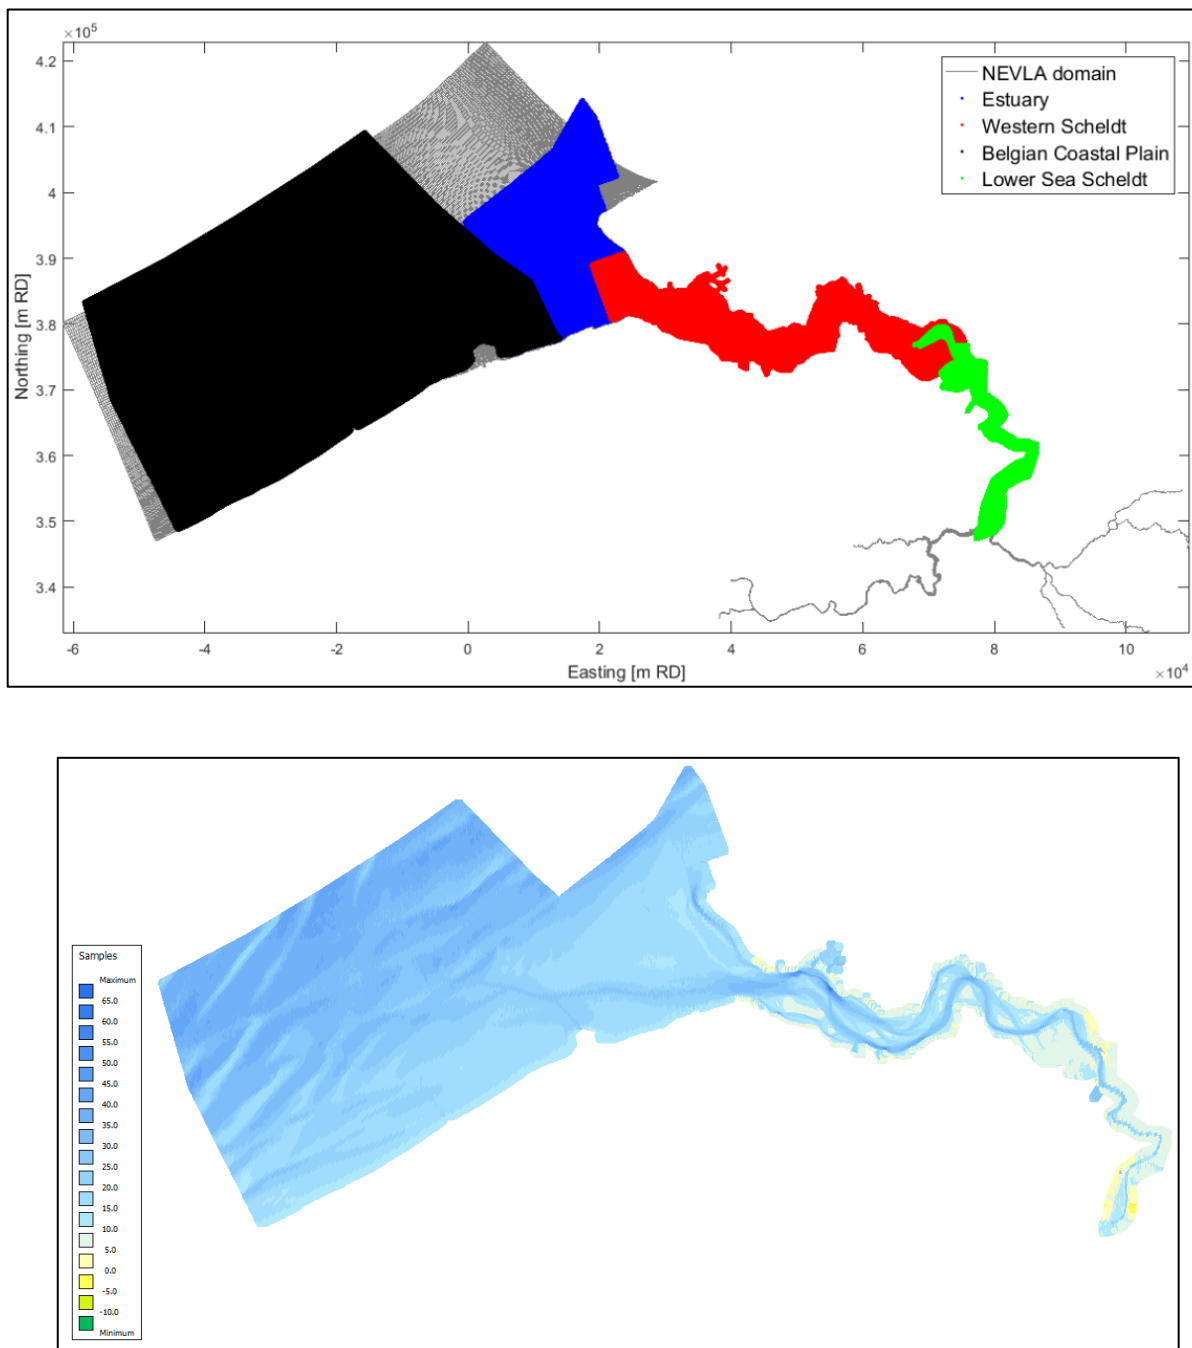 ×10⁵
4.2
4.1
4
3.9
3.8
3.7
3.6
3.5
3.4
Northing [m RD]
-6 -4 -2 0 2 4 6 8 10
×10⁴
Easting [m RD]
NEVLA domain
Estuary
Western Scheldt
Belgian Coastal Plain
Lower Sea Scheldt
Samples
Maximum
65.0
60.0
55.0
50.0
45.0
40.0
35.0
30.0
25.0
20.0
15.0
10.0
5.0
0.0
-5.0
-10.0
Minimum